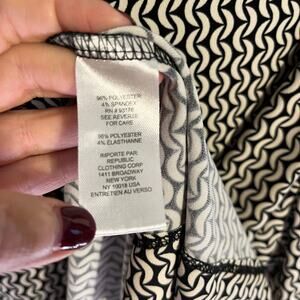 96% POLYESTER
4% SPANDEX
RN # 93176
SEE REVERSE
FOR CARE
96% POLYESTER
4% ÉLASTHANNE
IMPORTE PAR:
REPUBLIC
CLOTHING CORP
1411 BROADWAY
NEW YORK
NY 10018 USA
ENTRETIEN AU VERSO